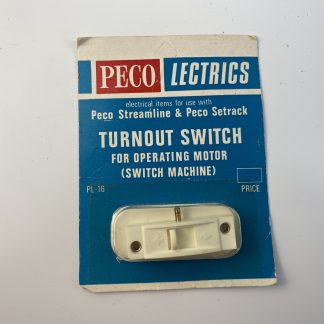 PECO LECTRICS
electrical items for use with
Peco Streamline & Peco Setrack
TURNOUT SWITCH
FOR OPERATING MOTOR
(SWITCH MACHINE)
PL-16 PRICE